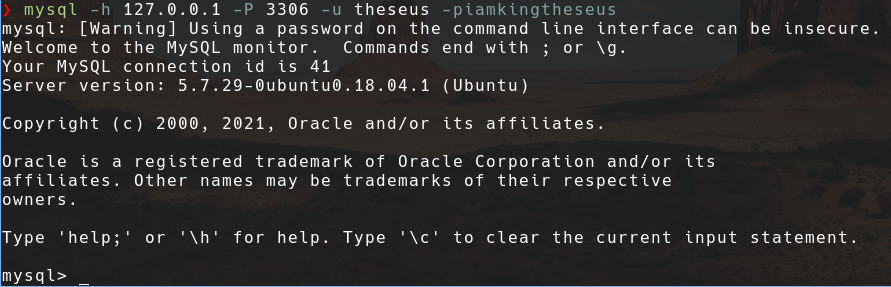 ❯ mysql -h 127.0.0.1 -P 3306 -u theseus -piamkingtheseus
mysql: [Warning] Using a password on the command line interface can be insecure.
Welcome to the MySQL monitor.  Commands end with ; or \g.
Your MySQL connection id is 41
Server version: 5.7.29-0ubuntu0.18.04.1 (Ubuntu)
Copyright (c) 2000, 2021, Oracle and/or its affiliates.
Oracle is a registered trademark of Oracle Corporation and/or its
affiliates. Other names may be trademarks of their respective
owners.
Type 'help;' or '\h' for help. Type '\c' to clear the current input statement.
mysql> _